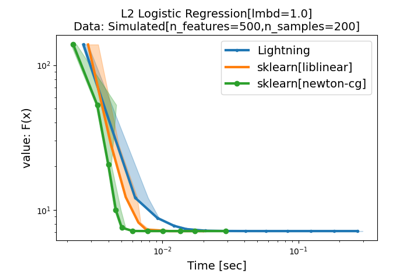 L2 Logistic Regression[lmbd=1.0]
Data: Simulated[n_features=500,n_samples=200]
Lightning
sklearn[liblinear]
sklearn[newton-cg]
value: F(x)
10²
10¹
10⁻²
10⁻¹
Time [sec]